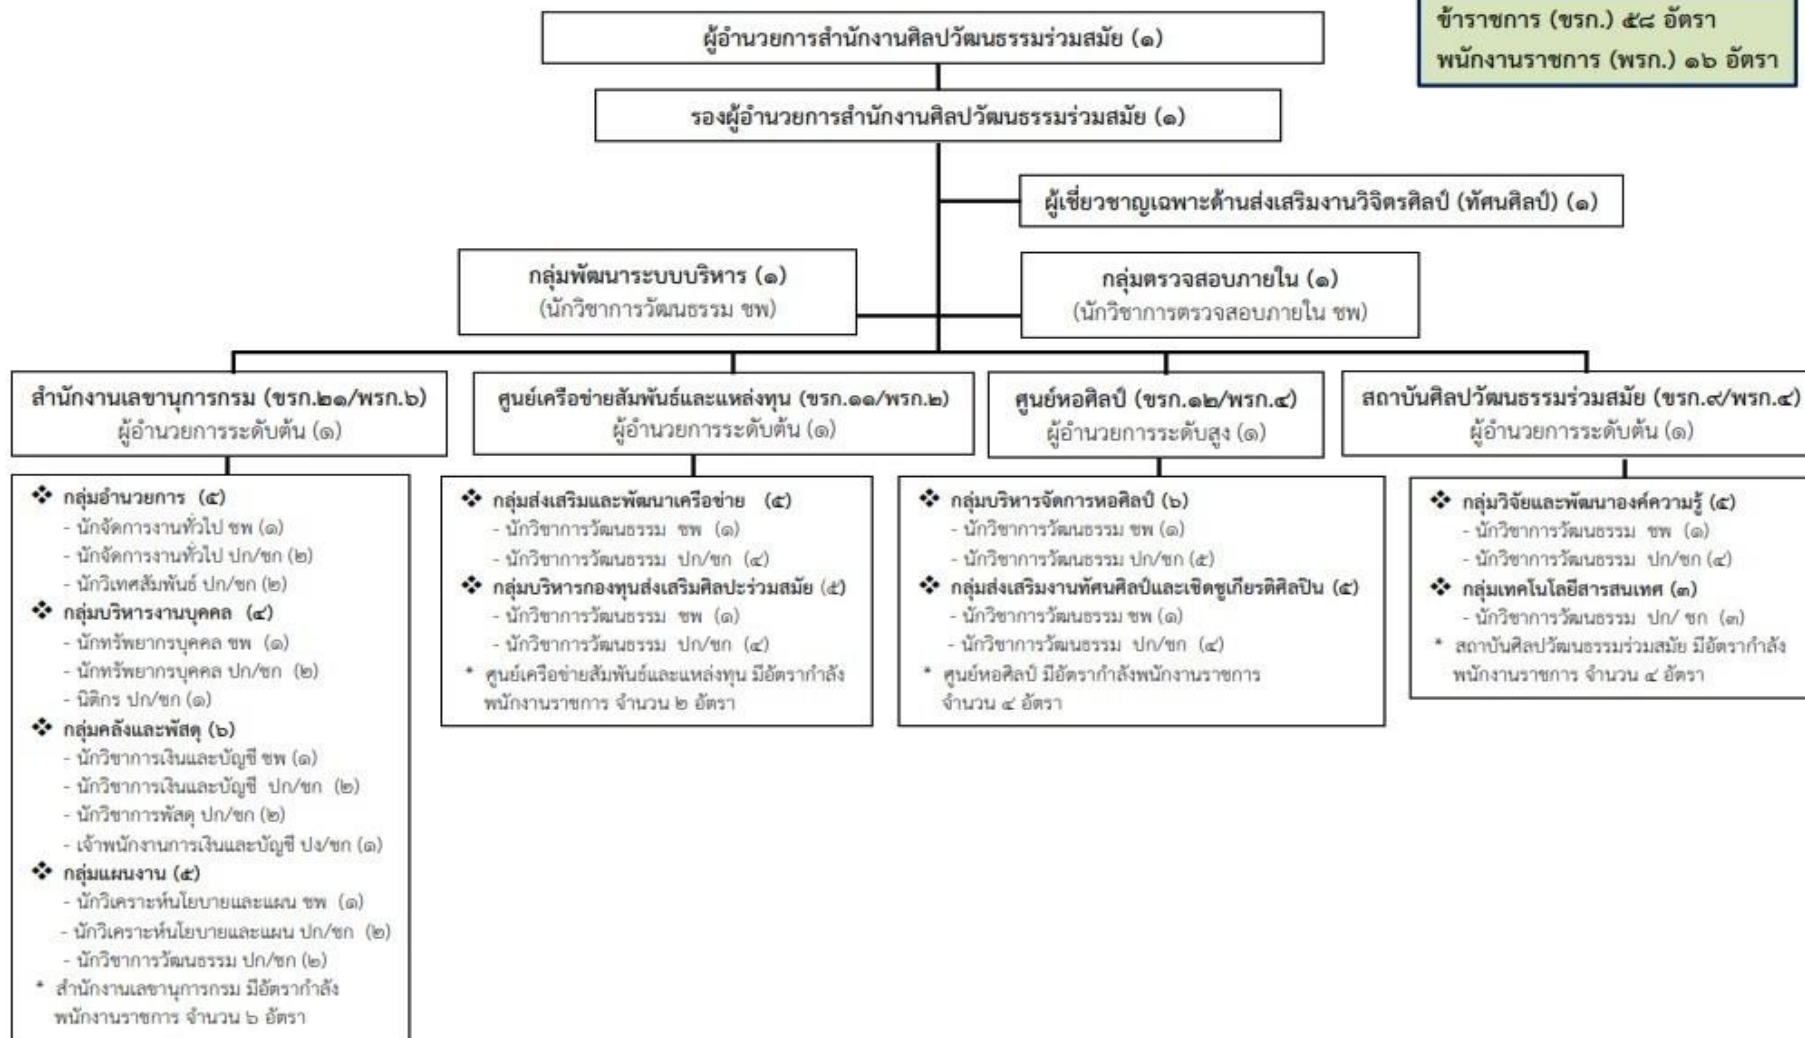 ข้าราชการ (ขรก.) ๕๘ อัตรา
พนักงานราชการ (พรก.) ๑๖ อัตรา
ผู้อำนวยการสำนักงานศิลปวัฒนธรรมร่วมสมัย (๑)
รองผู้อำนวยการสำนักงานศิลปวัฒนธรรมร่วมสมัย (๑)
ผู้เชี่ยวชาญเฉพาะด้านส่งเสริมงานวิจิตรศิลป์ (ทัศนศิลป์) (๑)
กลุ่มพัฒนาระบบบริหาร (๑)
(นักวิชาการวัฒนธรรม ชพ)
กลุ่มตรวจสอบภายใน (๑)
(นักวิชาการตรวจสอบภายใน ชพ)
สำนักงานเลขานุการกรม (ขรก.๒๑/พรก.๖)
ผู้อำนวยการระดับต้น (๑)
❖ กลุ่มอำนวยการ (๕)
- นักจัดการงานทั่วไป ชพ (๑)
- นักจัดการงานทั่วไป ปก/ชก (๒)
- นักวิเทศสัมพันธ์ ปก/ชก (๒)
❖ กลุ่มบริหารงานบุคคล (๔)
- นักทรัพยากรบุคคล ชพ (๑)
- นักทรัพยากรบุคคล ปก/ชก (๒)
- นิติกร ปก/ชก (๑)
❖ กลุ่มคลังและพัสดุ (๖)
- นักวิชาการเงินและบัญชี ชพ (๑)
- นักวิชาการเงินและบัญชี ปก/ชก (๒)
- นักวิชาการพัสดุ ปก/ชก (๒)
- เจ้าพนักงานการเงินและบัญชี ปง/ชก (๑)
❖ กลุ่มแผนงาน (๕)
- นักวิเคราะห์นโยบายและแผน ชพ (๑)
- นักวิเคราะห์นโยบายและแผน ปก/ชก (๒)
- นักวิชาการวัฒนธรรม ปก/ชก (๒)
* สำนักงานเลขานุการกรม มีอัตรากำลัง
พนักงานราชการ จำนวน ๖ อัตรา
ศูนย์เครือข่ายสัมพันธ์และแหล่งทุน (ขรก.๑๑/พรก.๒)
ผู้อำนวยการระดับต้น (๑)
❖ กลุ่มส่งเสริมและพัฒนาเครือข่าย (๕)
- นักวิชาการวัฒนธรรม ชพ (๑)
- นักวิชาการวัฒนธรรม ปก/ชก (๔)
❖ กลุ่มบริหารกองทุนส่งเสริมศิลปะร่วมสมัย (๕)
- นักวิชาการวัฒนธรรม ชพ (๑)
- นักวิชาการวัฒนธรรม ปก/ชก (๔)
* ศูนย์เครือข่ายสัมพันธ์และแหล่งทุน มีอัตรากำลัง
พนักงานราชการ จำนวน ๒ อัตรา
ศูนย์หอศิลป์ (ขรก.๑๒/พรก.๔)
ผู้อำนวยการระดับสูง (๑)
❖ กลุ่มบริหารจัดการหอศิลป์ (๖)
- นักวิชาการวัฒนธรรม ชพ (๑)
- นักวิชาการวัฒนธรรม ปก/ชก (๕)
❖ กลุ่มส่งเสริมงานทัศนศิลป์และเชิดชูเกียรติศิลปิน (๕)
- นักวิชาการวัฒนธรรม ชพ (๑)
- นักวิชาการวัฒนธรรม ปก/ชก (๔)
* ศูนย์หอศิลป์ มีอัตรากำลังพนักงานราชการ
จำนวน ๔ อัตรา
สถาบันศิลปวัฒนธรรมร่วมสมัย (ขรก.๙/พรก.๔)
ผู้อำนวยการระดับต้น (๑)
❖ กลุ่มวิจัยและพัฒนาองค์ความรู้ (๕)
- นักวิชาการวัฒนธรรม ชพ (๑)
- นักวิชาการวัฒนธรรม ปก/ชก (๔)
❖ กลุ่มเทคโนโลยีสารสนเทศ (๓)
- นักวิชาการวัฒนธรรม ปก/ ชก (๓)
* สถาบันศิลปวัฒนธรรมร่วมสมัย มีอัตรากำลัง
พนักงานราชการ จำนวน ๔ อัตรา